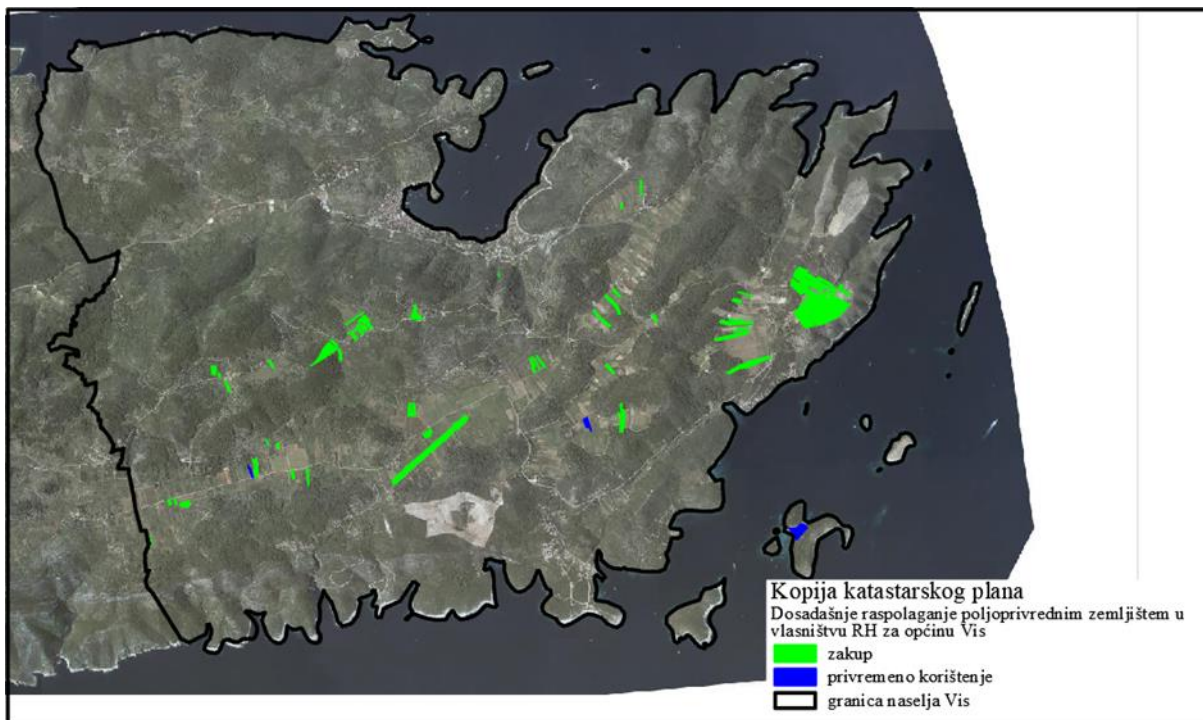 Kopija katastarskog plana
Dosadašnje raspolaganje poljoprivrednim zemljištem u
vlasništvu RH za općinu Vis
zakup
privremeno korištenje
granica naselja Vis